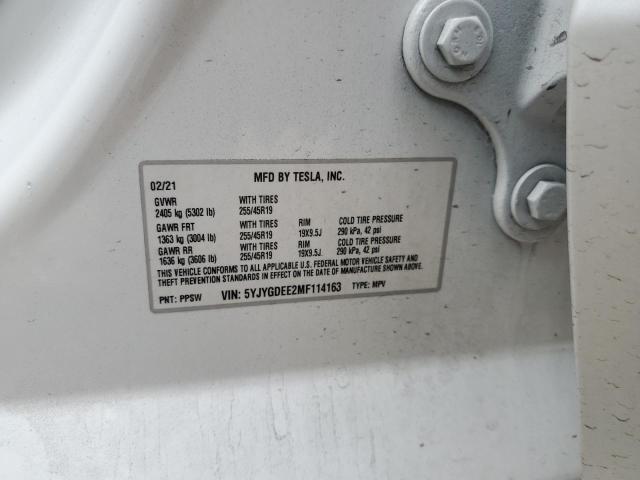 MFD BY TESLA, INC.
02/21
GVWR WITH TIRES
2405 kg (5302 lb) 255/45R19
GAWR FRT WITH TIRES RIM COLD TIRE PRESSURE
1363 kg (3004 lb) 255/45R19 19X9.5J 290 kPa, 42 psi
GAWR RR WITH TIRES RIM COLD TIRE PRESSURE
1636 kg (3606 lb) 255/45R19 19X9.5J 290 kPa, 42 psi
THIS VEHICLE CONFORMS TO ALL APPLICABLE U.S. FEDERAL MOTOR VEHICLE SAFETY AND
THEFT PREVENTION STANDARDS IN EFFECT ON THE DATE OF MANUFACTURE SHOWN ABOVE.
PNT: PPSW VIN: 5YJYGDEE2MF114163 TYPE: MPV